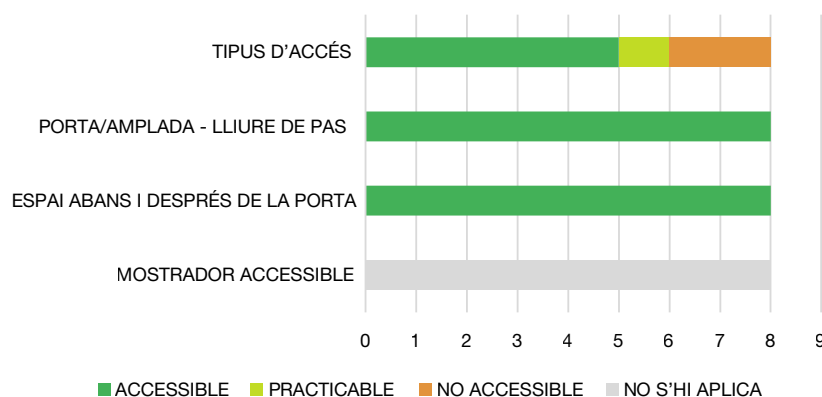 TIPUS D'ACCÉS
PORTA/AMPLADA - LLIURE DE PAS
ESPAI ABANS I DESPRÉS DE LA PORTA
MOSTRADOR ACCESSIBLE
0 1 2 3 4 5 6 7 8 9
ACCESSIBLE PRACTICABLE NO ACCESSIBLE NO S'HI APLICA